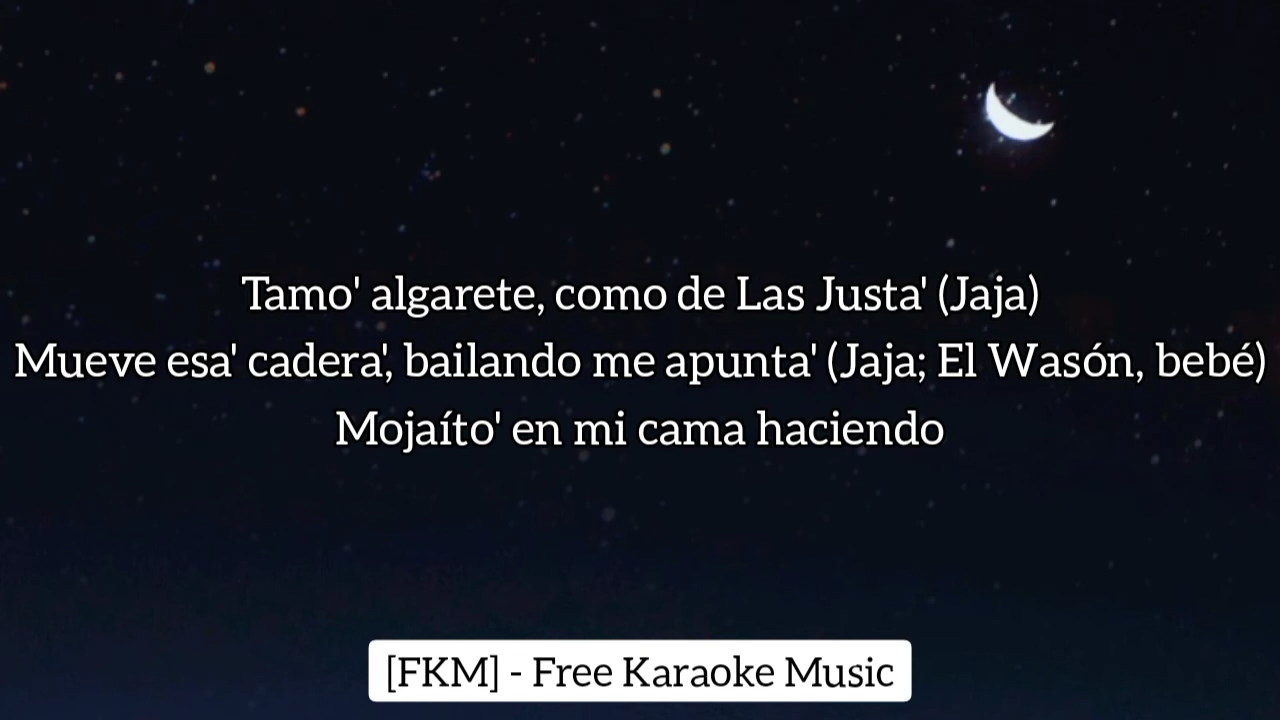 Tamo' algarete, como de Las Justa' (Jaja)
Mueve esa' cadera', bailando me apunta' (Jaja; El Wasón, bebé)
Mojaíto' en mi cama haciendo
[FKM] - Free Karaoke Music